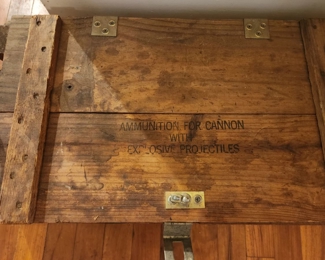 AMMUNITION FOR CANNON
WITH
EXPLOSIVE PROJECTILES